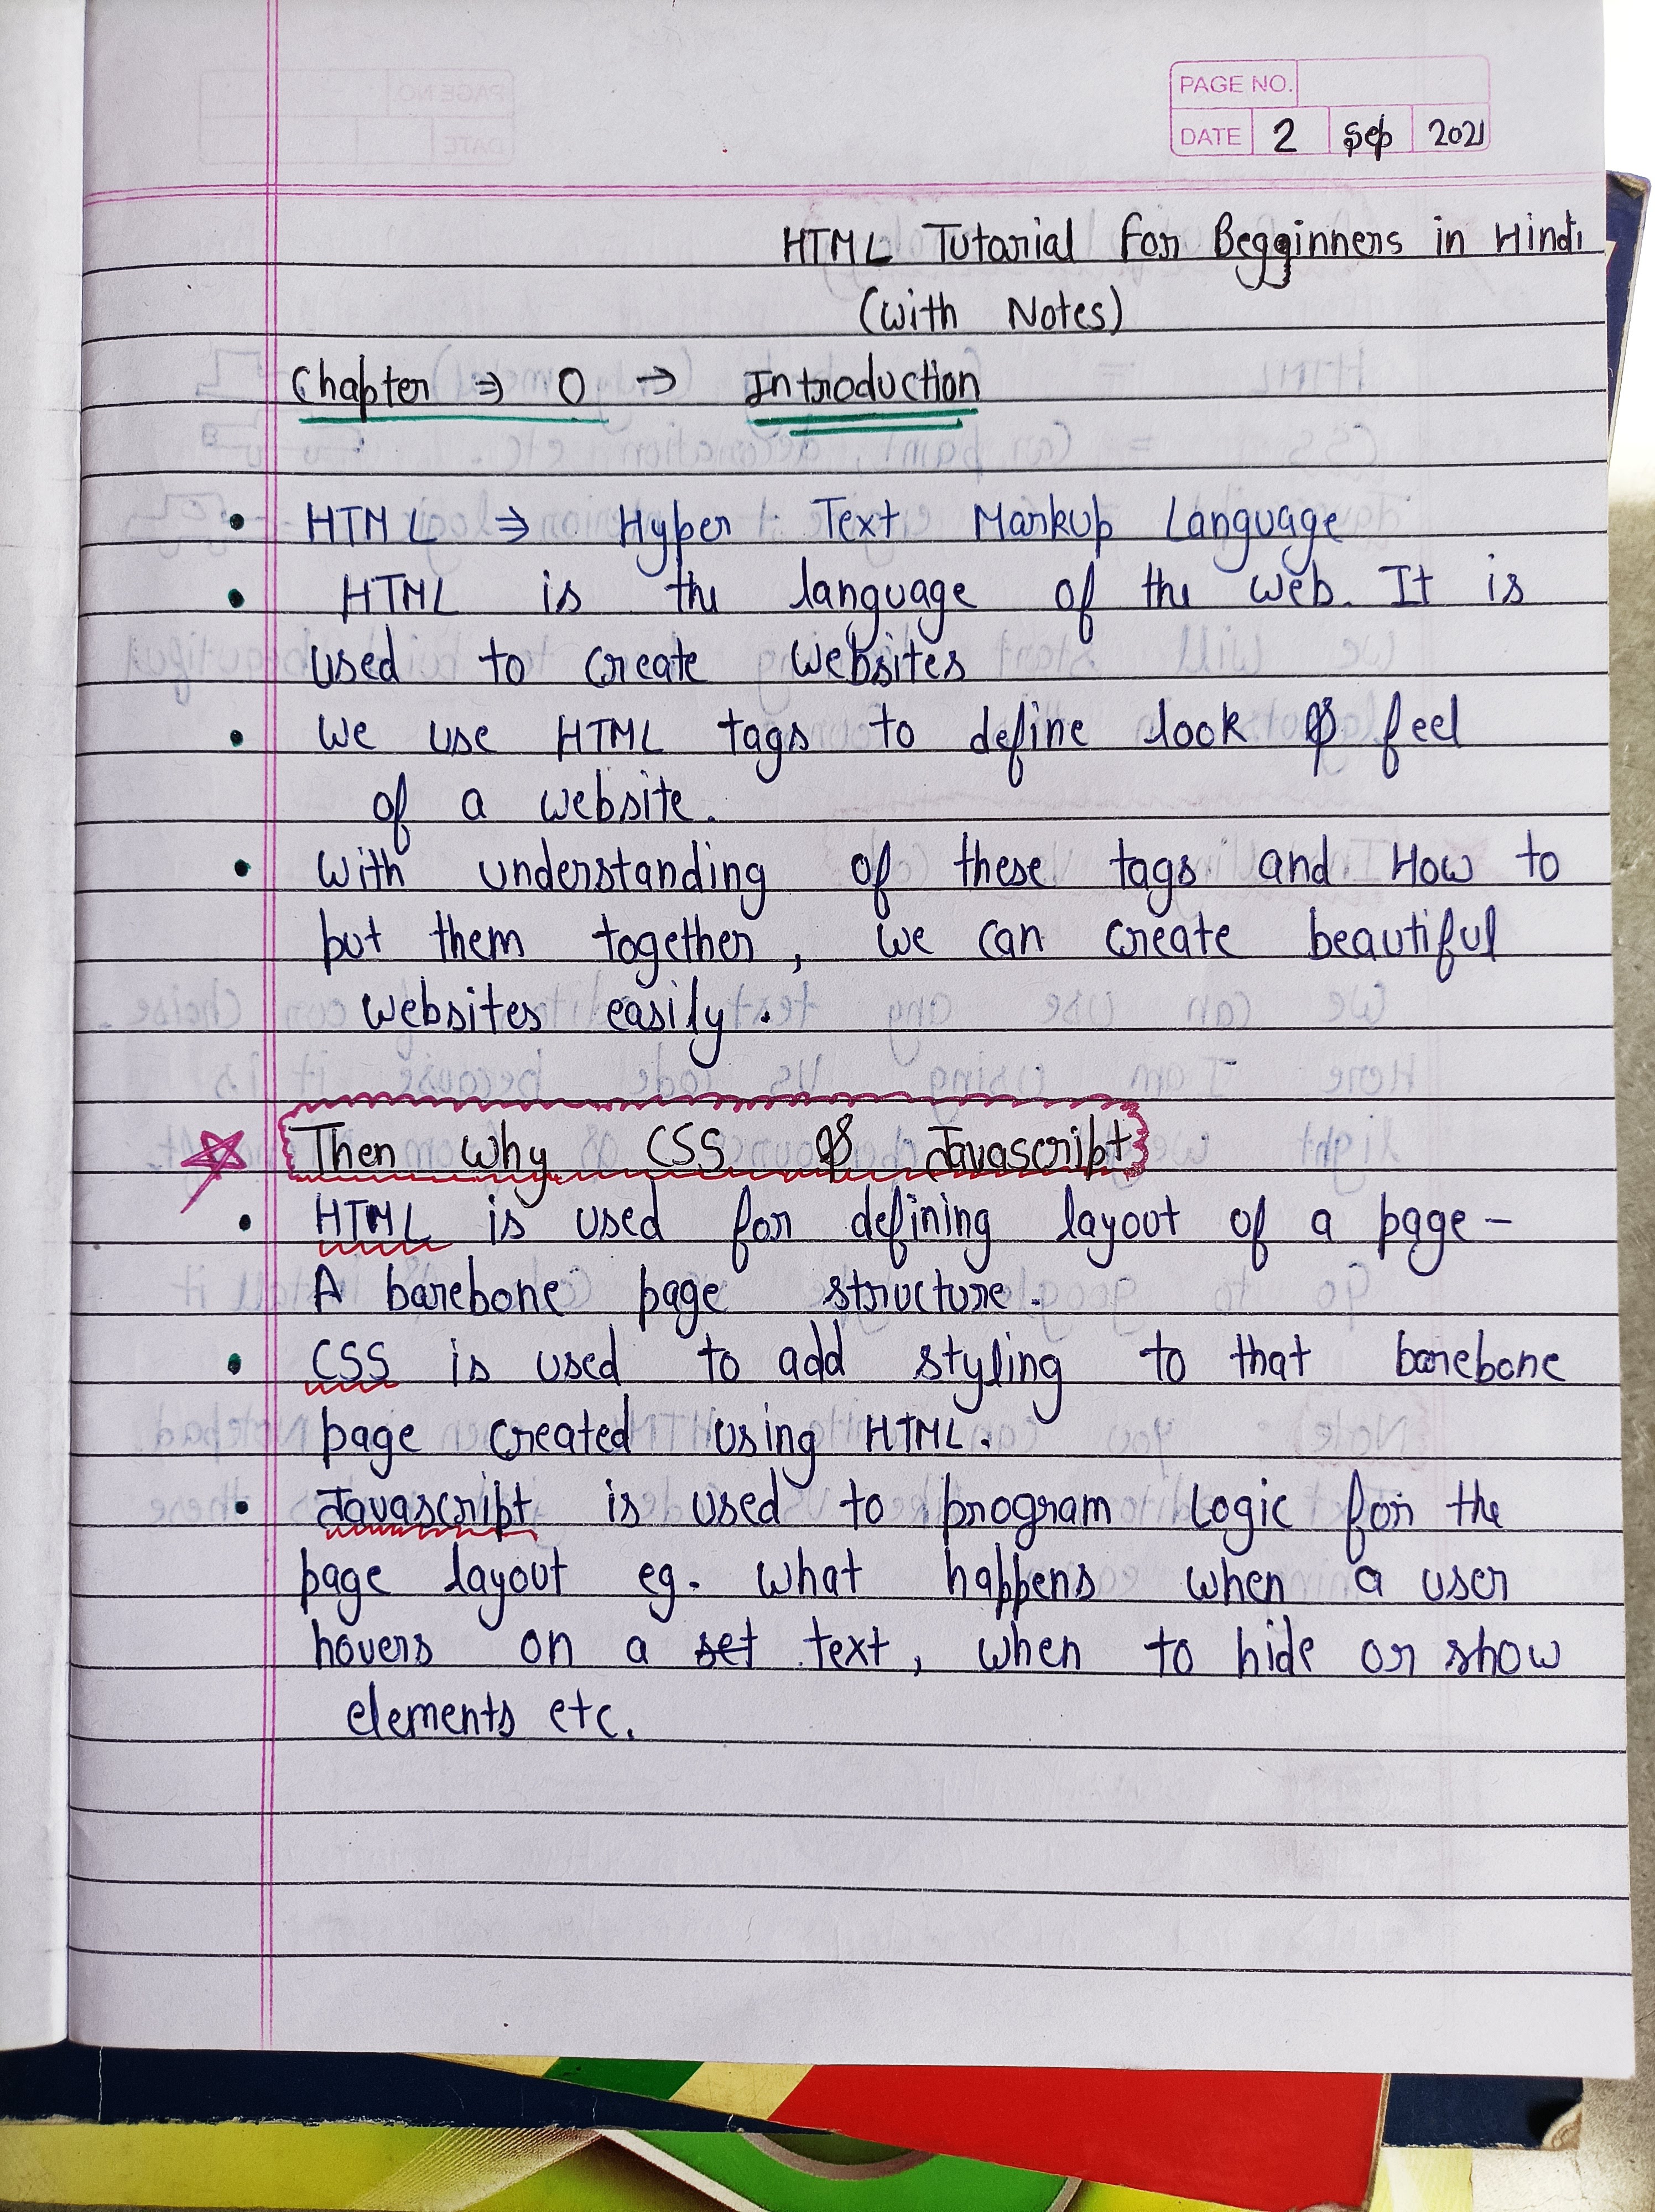 PAGE NO.
DATE 2 Sep 2021
HTML Tutorial For Begginners in Hindi
(with Notes)
Chapter ⇒ 0 → Introduction
• HTML ⇒ Hyper Text Markup Language
• HTML is the language of the web. It is
used to create websites
• We use HTML tags to define look & feel
of a website.
• With understanding of these tags and How to
put them together, we can create beautiful
websites easily.
Then why CSS & Javascript
• HTML is used for defining layout of a page –
A barebone page structure.
• CSS is used to add styling to that barebone
page created using HTML.
• Javascript is used to program logic for the
page layout eg. what happens when a user
hovers on a set text, when to hide or show
elements etc.